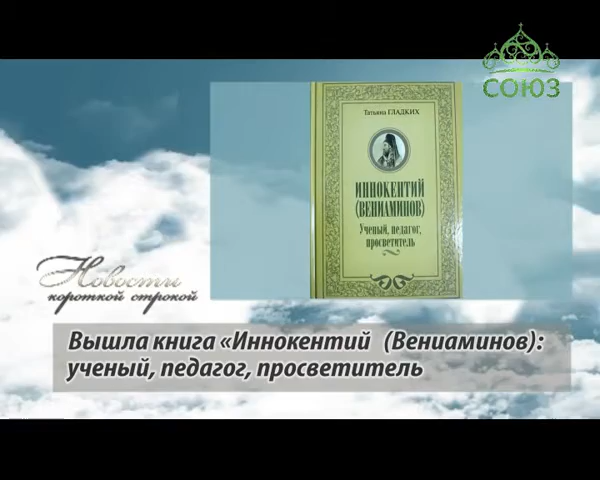 СОЮЗ
Татьяна ГЛАДКИХ
ИННОКЕНТИЙ
(ВЕНИАМИНОВ)
Ученый, педагог,
просветитель
Новости
короткой строкой
Вышла книга «Иннокентий (Вениаминов):
ученый, педагог, просветитель